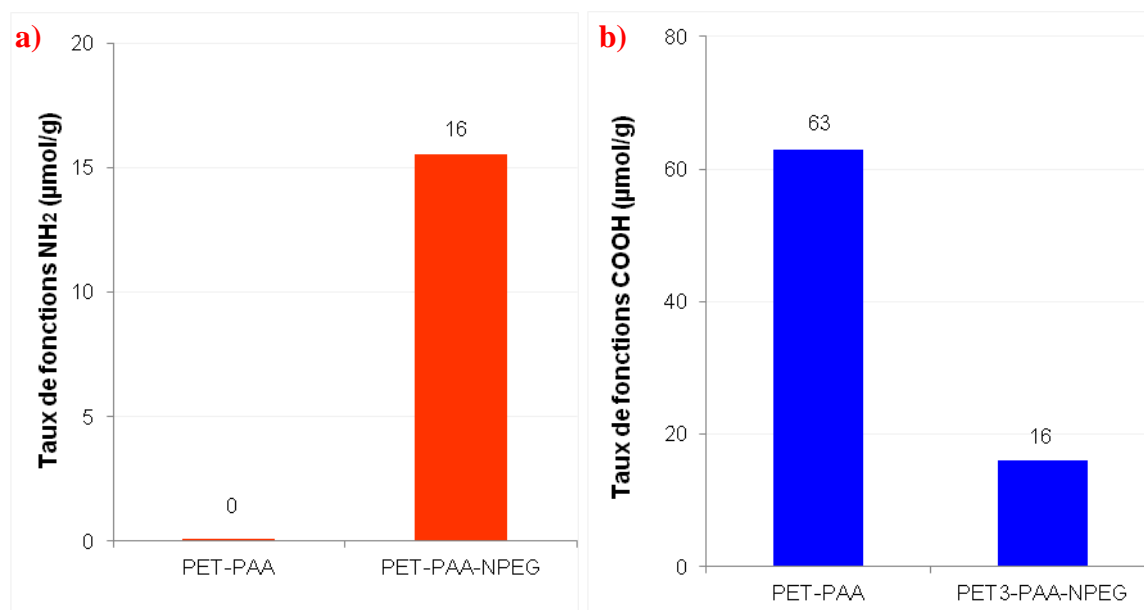 a)
Taux de fonctions NH2 (µmol/g)
20
15
10
5
0
0
16
PET-PAA
PET-PAA-NPEG
b)
Taux de fonctions COOH (µmol/g)
80
60
40
20
0
63
16
PET-PAA
PET3-PAA-NPEG